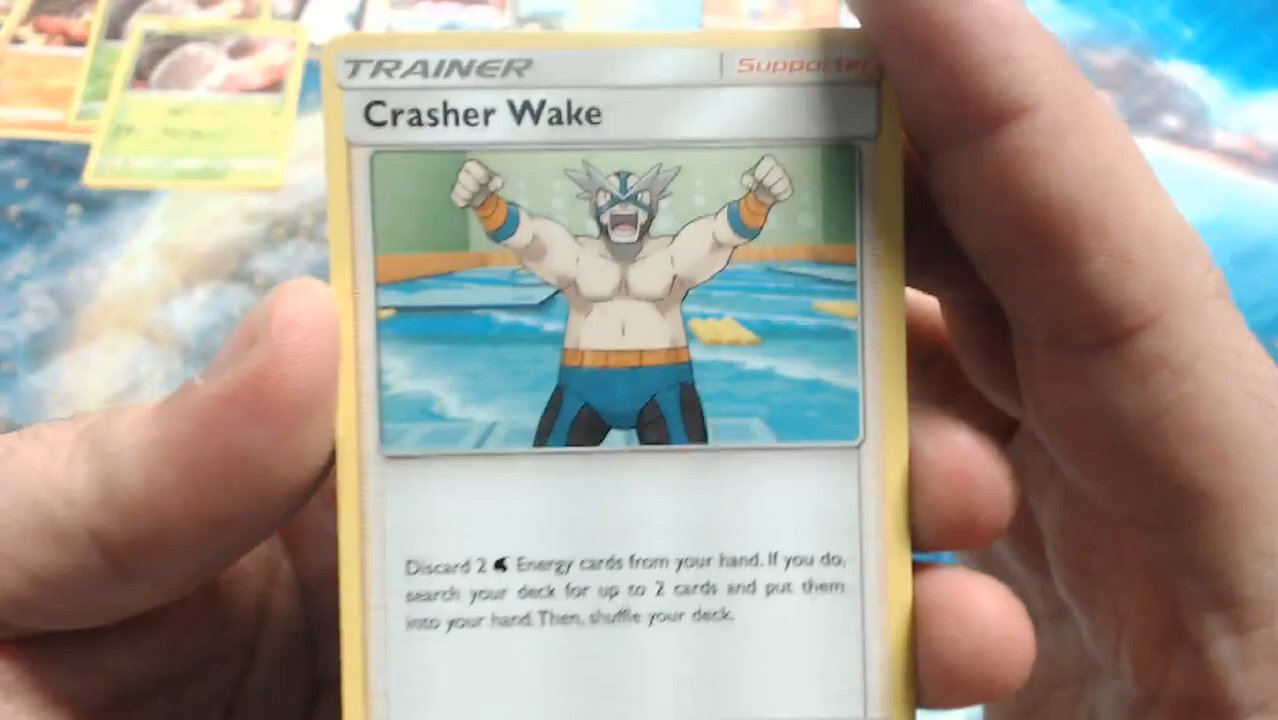 TRAINER Supporter
Crasher Wake
Discard 2 Energy cards from your hand. If you do,
search your deck for up to 2 cards and put them
into your hand. Then, shuffle your deck.